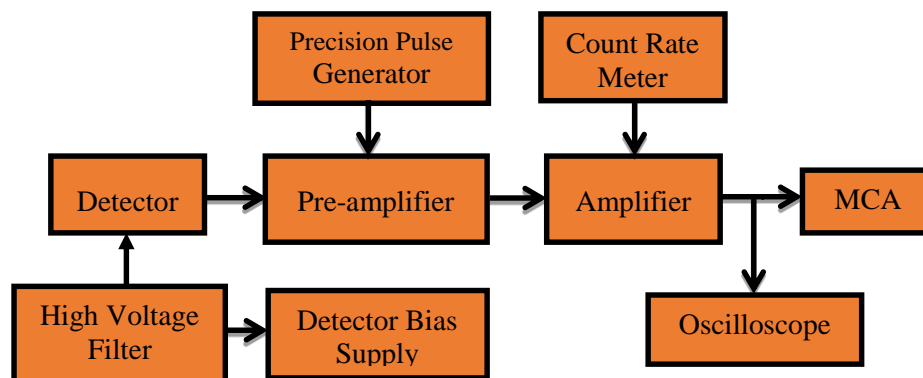 Precision Pulse
Generator
Count Rate
Meter
Detector
Pre-amplifier
Amplifier
MCA
High Voltage
Filter
Detector Bias
Supply
Oscilloscope